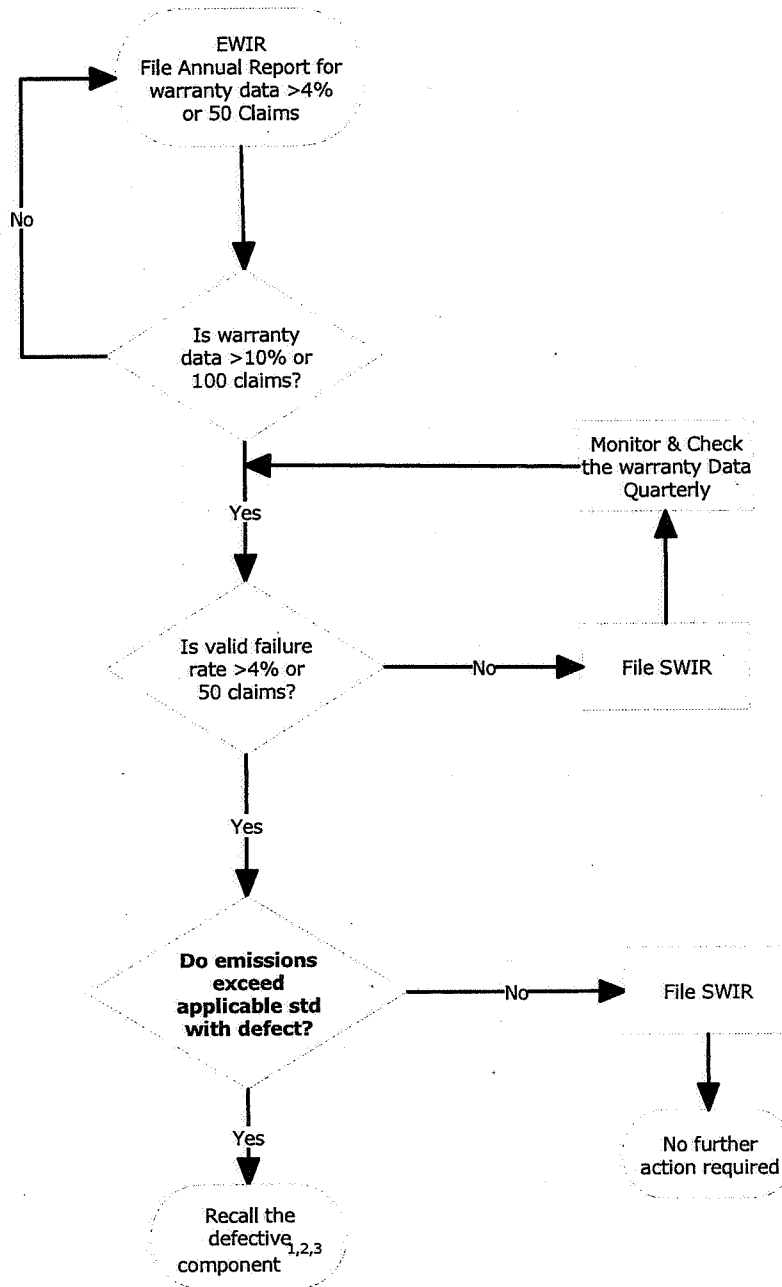 EWIR
File Annual Report for
warranty data >4%
or 50 Claims
No
Is warranty
data >10% or
100 claims?
Monitor & Check
the warranty Data
Quarterly
Yes
Is valid failure
rate >4% or
50 claims?
No
File SWIR
Yes
Do emissions
exceed
applicable std
with defect?
No
File SWIR
Yes
No further
action required
Recall the
defective
component 1,2,3